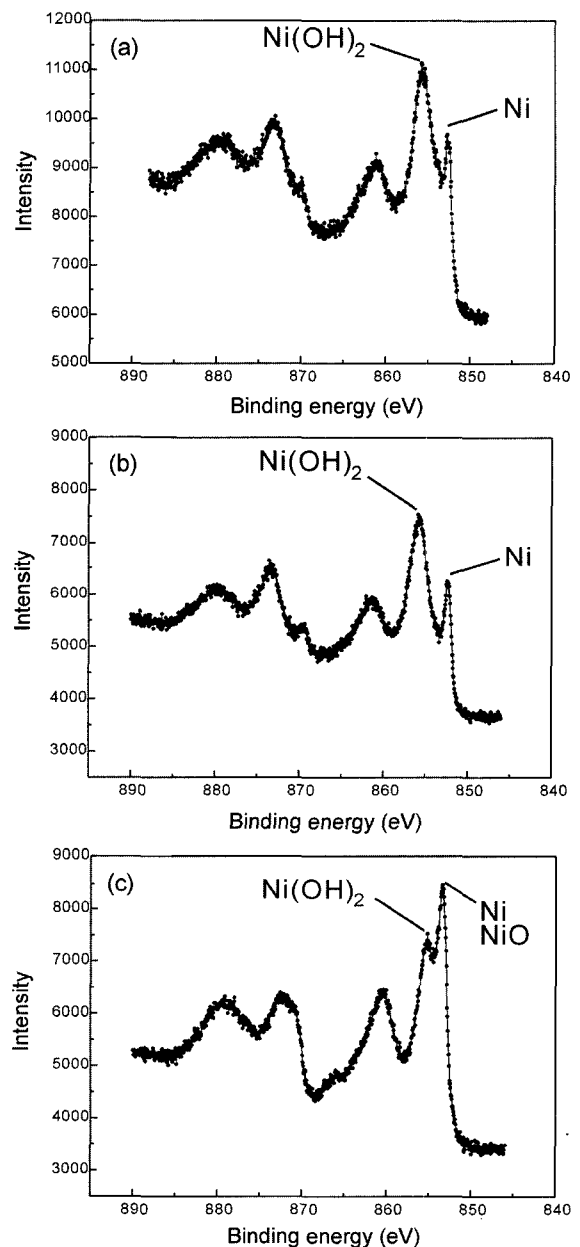 (a)
Ni(OH)2
Ni
12000
11000
10000
9000
8000
7000
6000
5000
Intensity
890 880 870 860 850 840
Binding energy (eV)
(b)
Ni(OH)2
Ni
9000
8000
7000
6000
5000
4000
3000
Intensity
890 880 870 860 850 840
Binding energy (eV)
(c)
Ni(OH)2
Ni
NiO
9000
8000
7000
6000
5000
4000
3000
Intensity
890 880 870 860 850 840
Binding energy (eV)